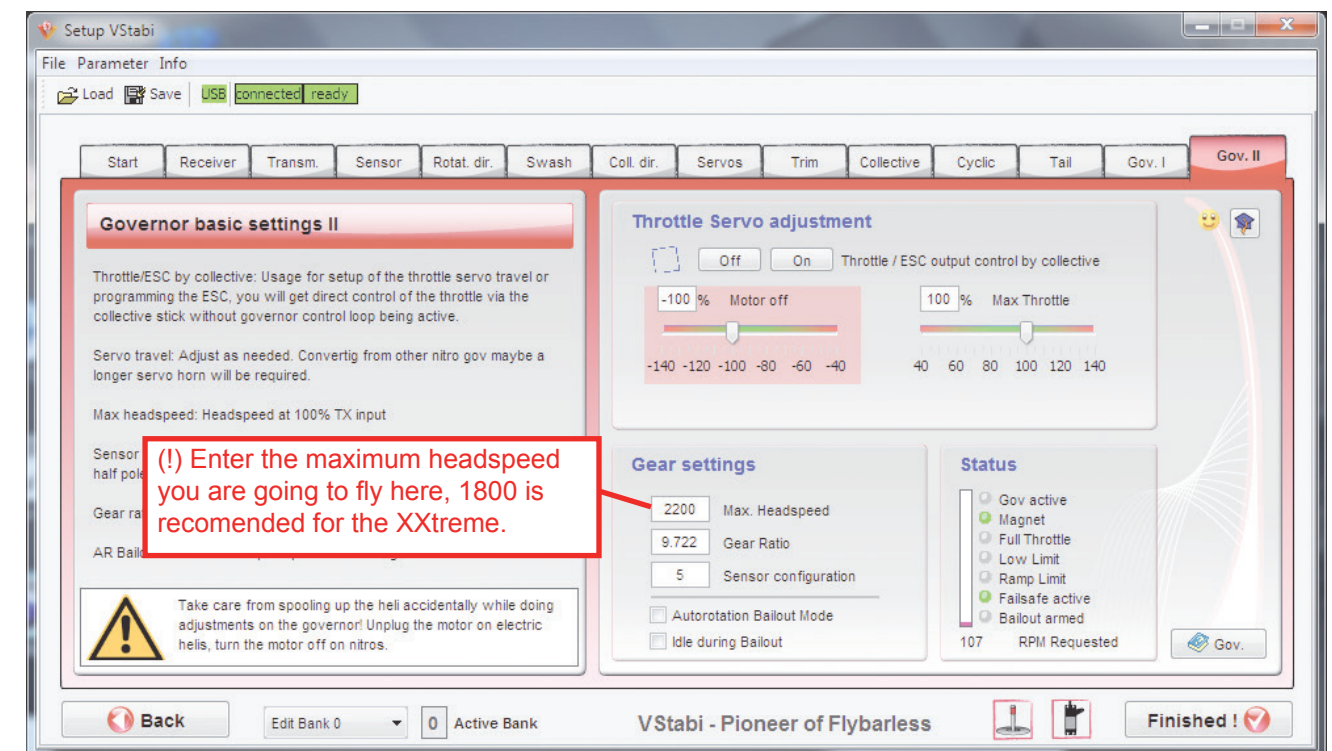 Setup VStabi
File Parameter Info
Load Save USB connected ready
Start Receiver Transm. Sensor Rotat. dir. Swash Coll. dir. Servos Trim Collective Cyclic Tail Gov. I Gov. II
Governor basic settings II
Throttle/ESC by collective: Usage for setup of the throttle servo travel or
programming the ESC, you will get direct control of the throttle via the
collective stick without governor control loop being active.
Servo travel: Adjust as needed. Convertig from other nitro gov maybe a
longer servo horn will be required.
Max headspeed: Headspeed at 100% TX input
Sensor
half pole
Gear
AR
(!) Enter the maximum headspeed
you are going to fly here, 1800 is
recomended for the XXtreme.
Take care from spooling up the heli accidentally while doing
adjustments on the governor! Unplug the motor on electric
helis, turn the motor off on nitros.
Throttle Servo adjustment
Off On Throttle / ESC output control by collective
-100 % Motor off
-140 -120 -100 -80 -60 -40
100 % Max Throttle
40 60 80 100 120 140
Gear settings
2200 Max. Headspeed
9.722 Gear Ratio
5 Sensor configuration
Autorotation Bailout Mode
Idle during Bailout
Status
Gov active
Magnet
Full Throttle
Low Limit
Ramp Limit
Failsafe active
Bailout armed
107 RPM Requested
Gov.
Back Edit Bank 0 0 Active Bank VStabi - Pioneer of Flybarless Finished !